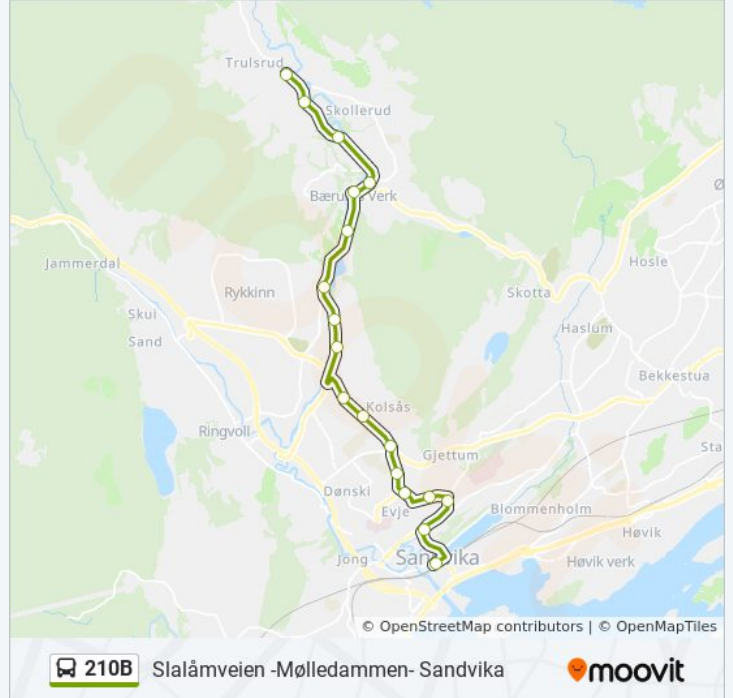 Trulsrud
Skollerud
Bærums Verk
Jammerdal
Hosle
Rykkinn
Skotta
Skui
Haslum
Sand
Bekkestua
Kolsås
Ringvoll
Gjettum
Sta
Dønski
Evje
Blommenholm
Høvik
Jong
Sandvika
Høvik verk
© OpenStreetMap contributors | © OpenMapTiles
210B Slalåmveien -Mølledammen- Sandvika
moovit